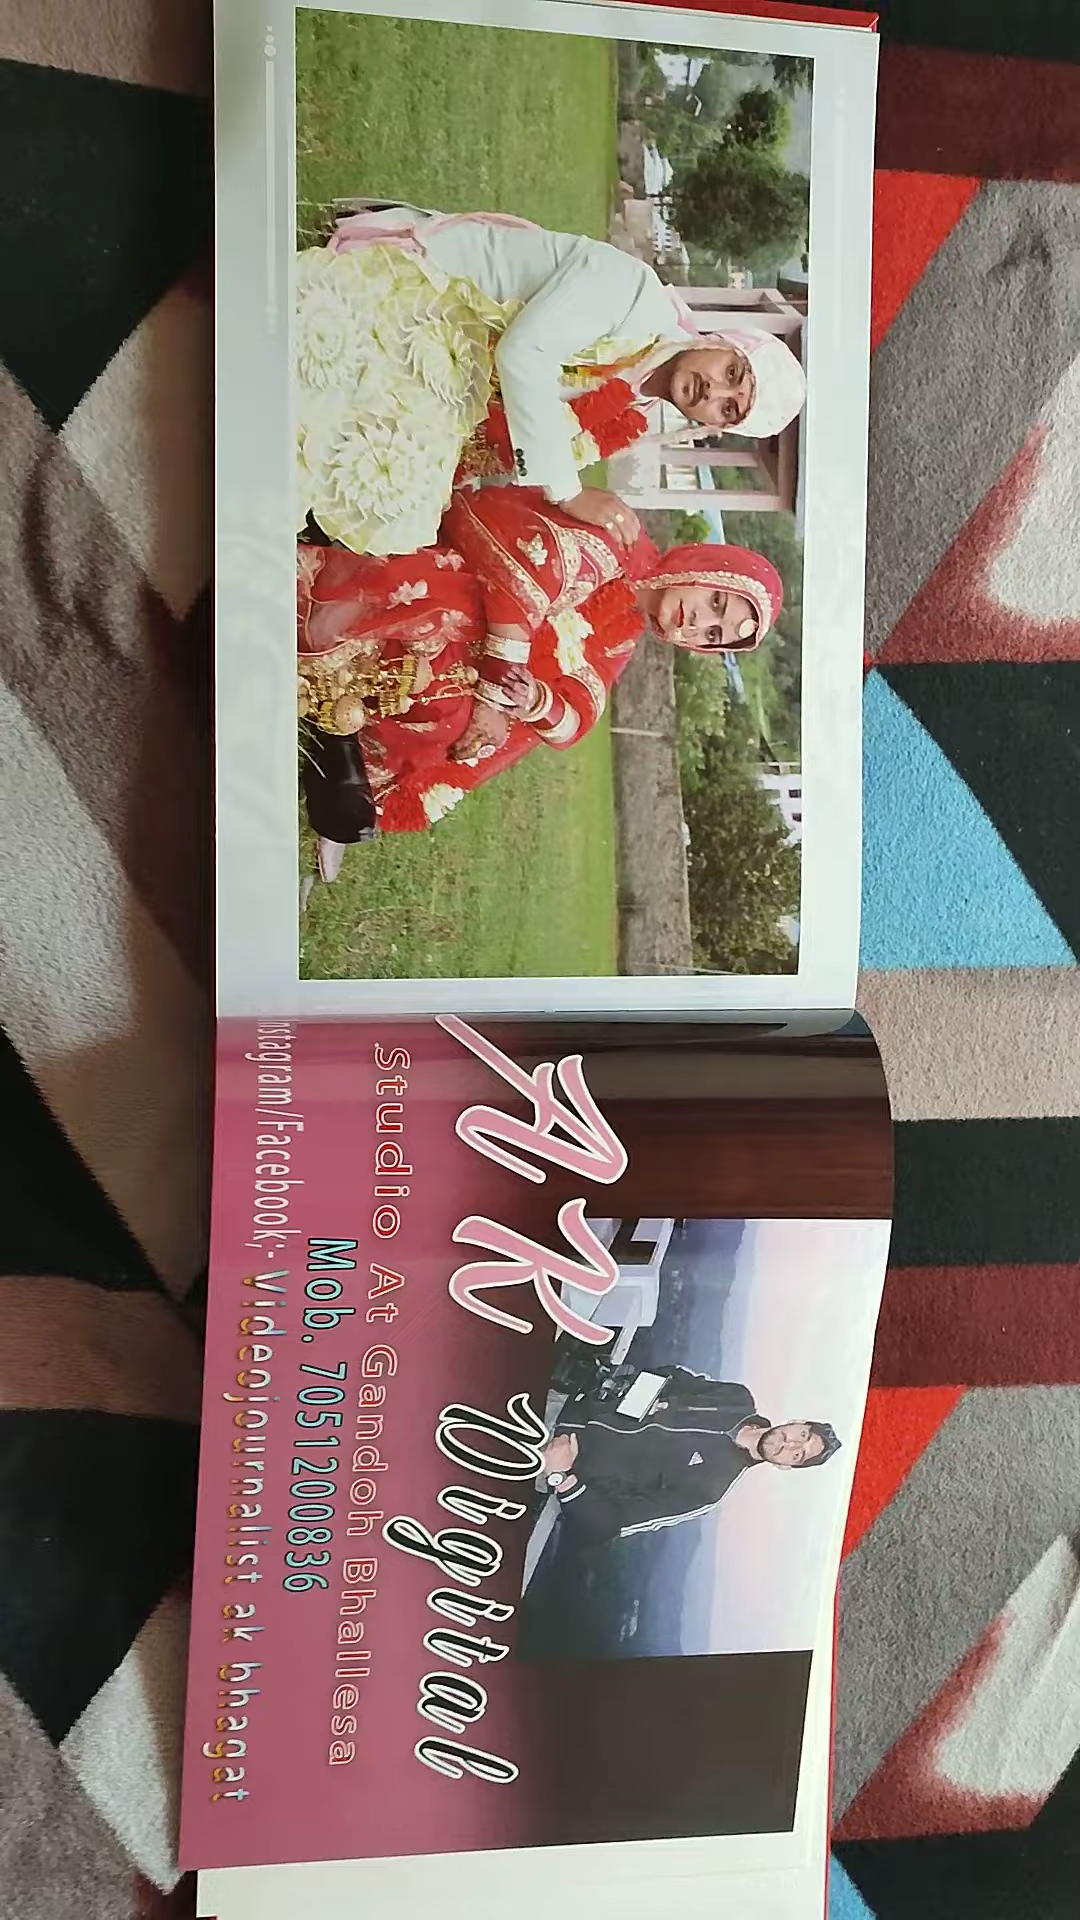 AK Digital
Studio At Gandoh Bhallesa
Mob. 7051200836
Instagram/Facebook;- Videojournalist ak bhagat